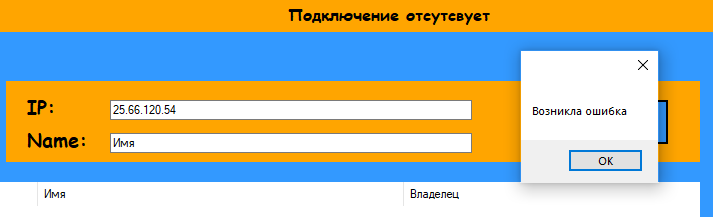 Подключение отсутсвует
IP:
25.66.120.54
Возникла ошибка
Name:
Имя
OK
Имя
Владелец